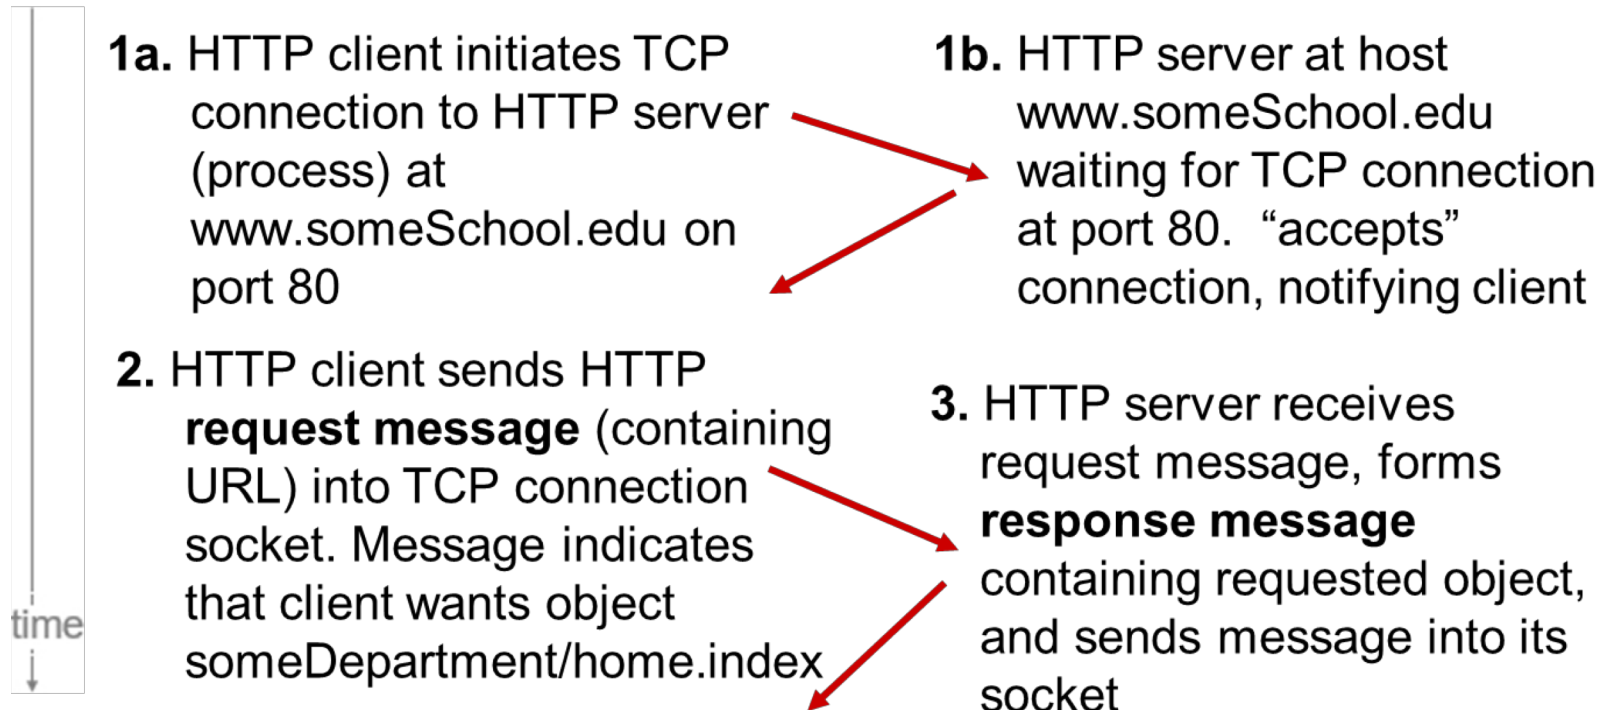 1a. HTTP client initiates TCP
connection to HTTP server
(process) at
www.someSchool.edu on
port 80
1b. HTTP server at host
www.someSchool.edu
waiting for TCP connection
at port 80. “accepts”
connection, notifying client
2. HTTP client sends HTTP
request message (containing
URL) into TCP connection
socket. Message indicates
that client wants object
someDepartment/home.index
3. HTTP server receives
request message, forms
response message
containing requested object,
and sends message into its
socket
time